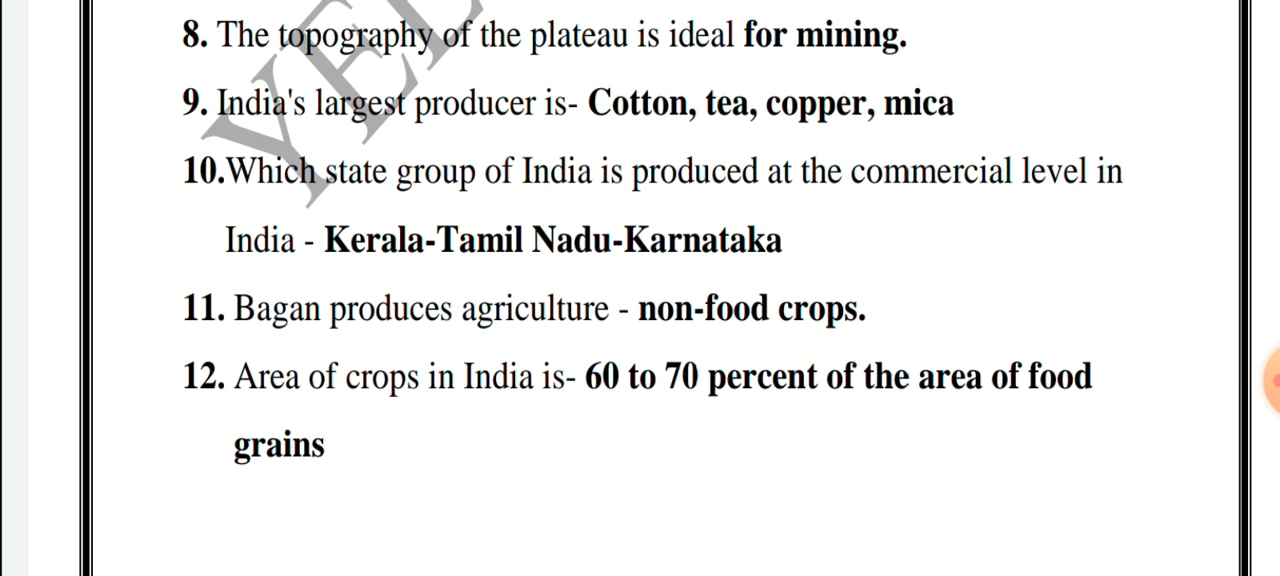 8. The topography of the plateau is ideal for mining.
9. India's largest producer is- Cotton, tea, copper, mica
10.Which state group of India is produced at the commercial level in
India - Kerala-Tamil Nadu-Karnataka
11. Bagan produces agriculture - non-food crops.
12. Area of crops in India is- 60 to 70 percent of the area of food
grains